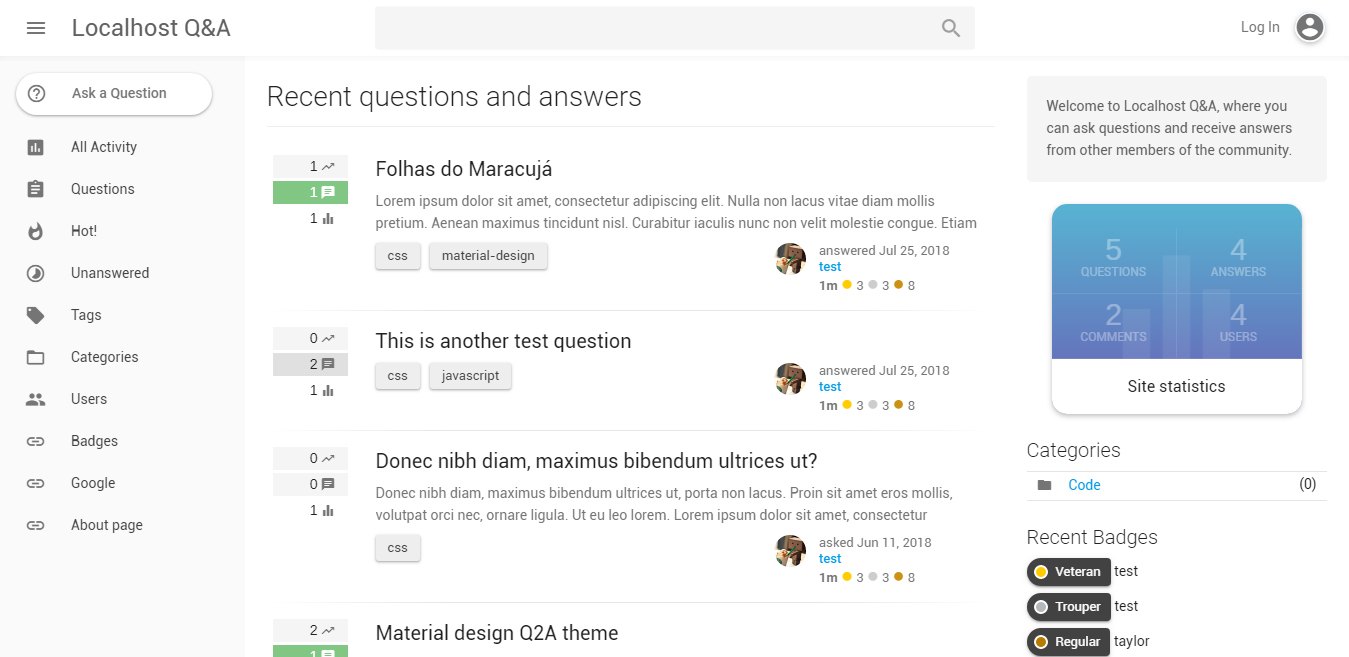 Localhost Q&A
Log In
Ask a Question
All Activity
Questions
Hot!
Unanswered
Tags
Categories
Users
Badges
Google
About page
Recent questions and answers
1
1
1
Folhas do Maracujá
Lorem ipsum dolor sit amet, consectetur adipiscing elit. Nulla non lacus vitae diam mollis
pretium. Aenean maximus tincidunt nisl. Curabitur iaculis nunc non velit molestie congue. Etiam
css material-design
answered Jul 25, 2018
test
1m 3 3 8
0
2
1
This is another test question
css javascript
answered Jul 25, 2018
test
1m 3 3 8
0
0
1
Donec nibh diam, maximus bibendum ultrices ut?
Donec nibh diam, maximus bibendum ultrices ut, porta non lacus. Proin sit amet eros mollis,
volutpat orci nec, ornare ligula. Ut eu leo lorem. Lorem ipsum dolor sit amet, consectetur
css
asked Jun 11, 2018
test
1m 3 3 8
2
1
Material design Q2A theme
Welcome to Localhost Q&A, where you
can ask questions and receive answers
from other members of the community.
5 4
QUESTIONS ANSWERS
2 4
COMMENTS USERS
Site statistics
Categories
Code (0)
Recent Badges
Veteran test
Trouper test
Regular taylor